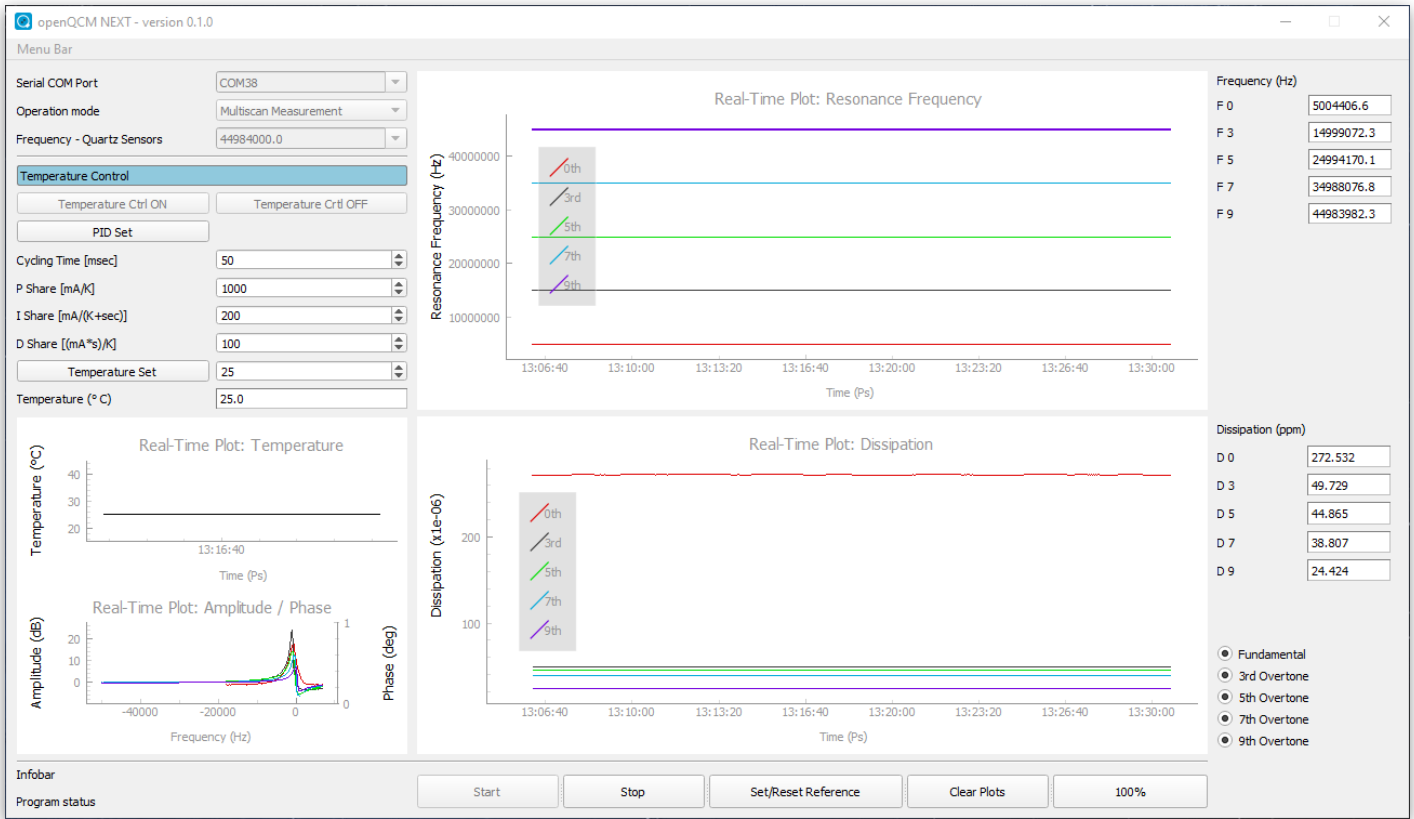 openQCM NEXT - version 0.1.0
Menu Bar
Serial COM Port COM38
Operation mode Multiscan Measurement
Frequency - Quartz Sensors 44984000.0
Temperature Control
Temperature Ctrl ON Temperature Crtl OFF
PID Set
Cycling Time [msec] 50
P Share [mA/K] 1000
I Share [mA/(K+sec)] 200
D Share [(mA*s)/K] 100
Temperature Set 25
Temperature (° C) 25.0
Real-Time Plot: Resonance Frequency
Resonance Frequency (Hz)
40000000
30000000
20000000
10000000
0th
3rd
5th
7th
9th
13:06:40 13:10:00 13:13:20 13:16:40 13:20:00 13:23:20 13:26:40 13:30:00
Time (Ps)
Frequency (Hz)
F 0 5004406.6
F 3 14999072.3
F 5 24994170.1
F 7 34988076.8
F 9 44983982.3
Real-Time Plot: Temperature
Temperature (°C)
40
30
20
13:16:40
Time (Ps)
Real-Time Plot: Amplitude / Phase
Amplitude (dB)
20
10
0
1
0
Phase (deg)
-40000 -20000 0
Frequency (Hz)
Real-Time Plot: Dissipation
Dissipation (x1e-06)
200
100
0th
3rd
5th
7th
9th
13:06:40 13:10:00 13:13:20 13:16:40 13:20:00 13:23:20 13:26:40 13:30:00
Time (Ps)
Dissipation (ppm)
D 0 272.532
D 3 49.729
D 5 44.865
D 7 38.807
D 9 24.424
Fundamental
3rd Overtone
5th Overtone
7th Overtone
9th Overtone
Infobar
Program status
Start Stop Set/Reset Reference Clear Plots 100%